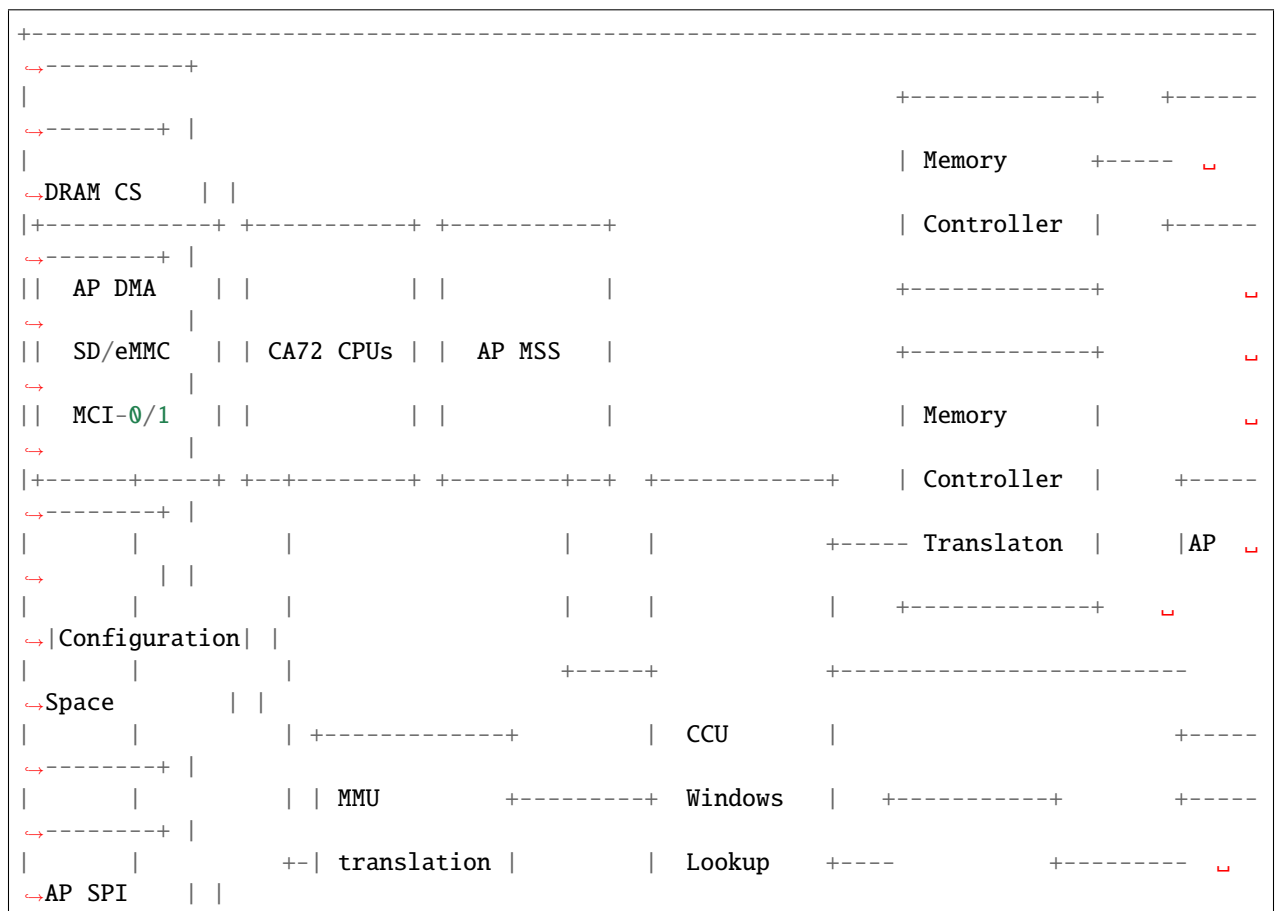 +---------------------------------------------------------------------------------------
↪----------+
|                                                              +-------------+    +------
↪--------+ |
|                                                              | Memory      +-----  ␣
↪DRAM CS    | |
|+------------+ +-----------+ +-----------+                    | Controller  |    +------
↪--------+ |
||  AP DMA    | |           | |           |                    +-------------+          ␣
↪          |
||  SD/eMMC   | | CA72 CPUs | |  AP MSS   |                    +-------------+          ␣
↪          |
||  MCI-0/1   | |           | |           |                    | Memory      |          ␣
↪          |
|+------+-----+ +--+--------+ +--------+--+  +------------+    | Controller  |     +-----
↪--------+ |
|       |          |                   |     |            +----- Translaton  |     |AP  ␣
↪        | |
|       |          |                   |     |            |    +-------------+    ␣
↪|Configuration| |
|       |          |                   +-----+            +-------------------------
↪Space        | |
|       |          | +-------------+         |  CCU       |                        +-----
↪--------+ |
|       |          | | MMU         +---------+  Windows   |   +-----------+        +-----
↪--------+ |
|       |          +-| translation |         |  Lookup    +----           +---------  ␣
↪AP SPI    | |